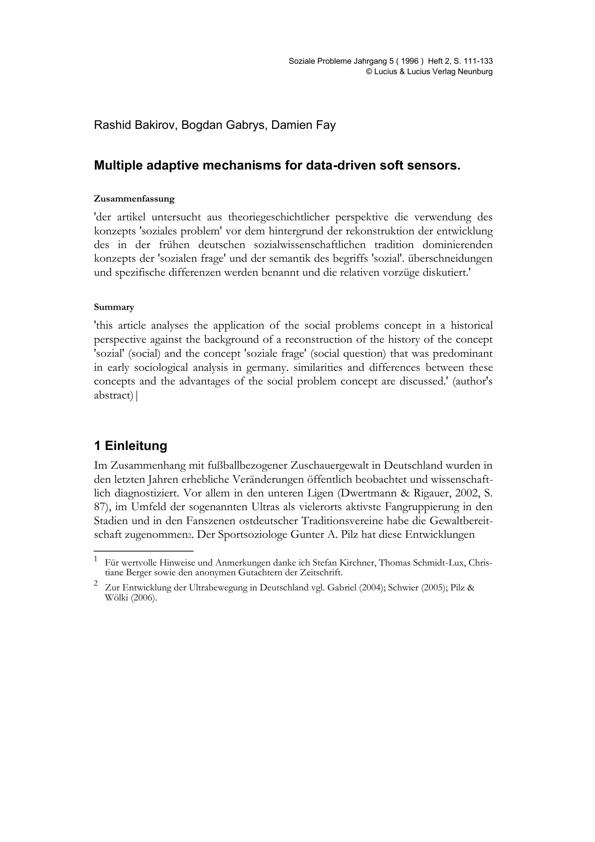 Soziale Probleme Jahrgang 5 ( 1996 ) Heft 2, S. 111-133
© Lucius & Lucius Verlag Neunburg
Rashid Bakirov, Bogdan Gabrys, Damien Fay
Multiple adaptive mechanisms for data-driven soft sensors.
Zusammenfassung
'der artikel untersucht aus theoriegeschichtlicher perspektive die verwendung des
konzepts 'soziales problem' vor dem hintergrund der rekonstruktion der entwicklung
des in der frühen deutschen sozialwissenschaftlichen tradition dominierenden
konzepts der 'sozialen frage' und der semantik des begriffs 'sozial'. überschneidungen
und spezifische differenzen werden benannt und die relativen vorzüge diskutiert.'
Summary
'this article analyses the application of the social problems concept in a historical
perspective against the background of a reconstruction of the history of the concept
'sozial' (social) and the concept 'soziale frage' (social question) that was predominant
in early sociological analysis in germany. similarities and differences between these
concepts and the advantages of the social problem concept are discussed.' (author's
abstract)|
1 Einleitung
Im Zusammenhang mit fußballbezogener Zuschauergewalt in Deutschland wurden in
den letzten Jahren erhebliche Veränderungen öffentlich beobachtet und wissenschaft-
lich diagnostiziert. Vor allem in den unteren Ligen (Dwertmann & Rigauer, 2002, S.
87), im Umfeld der sogenannten Ultras als vielerorts aktivste Fangruppierung in den
Stadien und in den Fanszenen ostdeutscher Traditionsvereine habe die Gewaltbereit-
schaft zugenommen2. Der Sportsoziologe Gunter A. Pilz hat diese Entwicklungen
1 Für wertvolle Hinweise und Anmerkungen danke ich Stefan Kirchner, Thomas Schmidt-Lux, Chris-
tiane Berger sowie den anonymen Gutachtern der Zeitschrift.
2 Zur Entwicklung der Ultrabewegung in Deutschland vgl. Gabriel (2004); Schwier (2005); Pilz &
Wölki (2006).